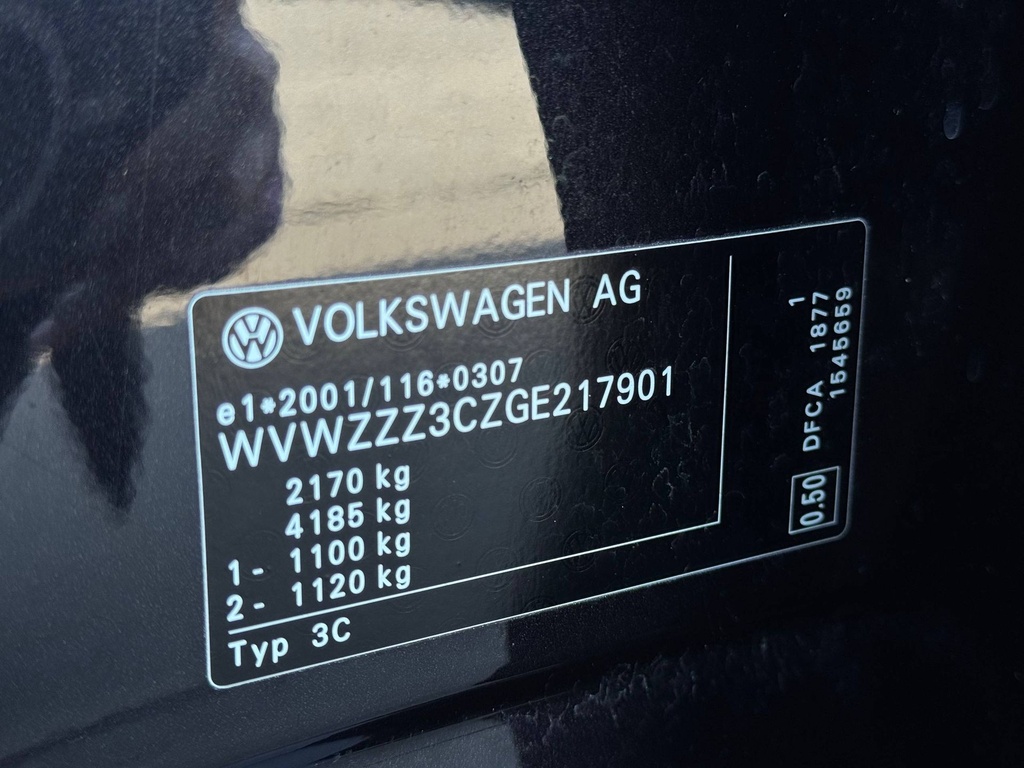 VOLKSWAGEN AG
e1*2001/116*0307
WVWZZZ3CZGE217901
2170 kg
4185 kg
1- 1100 kg
2- 1120 kg
Typ 3C
1
DFCA 1877
1545659
0.50